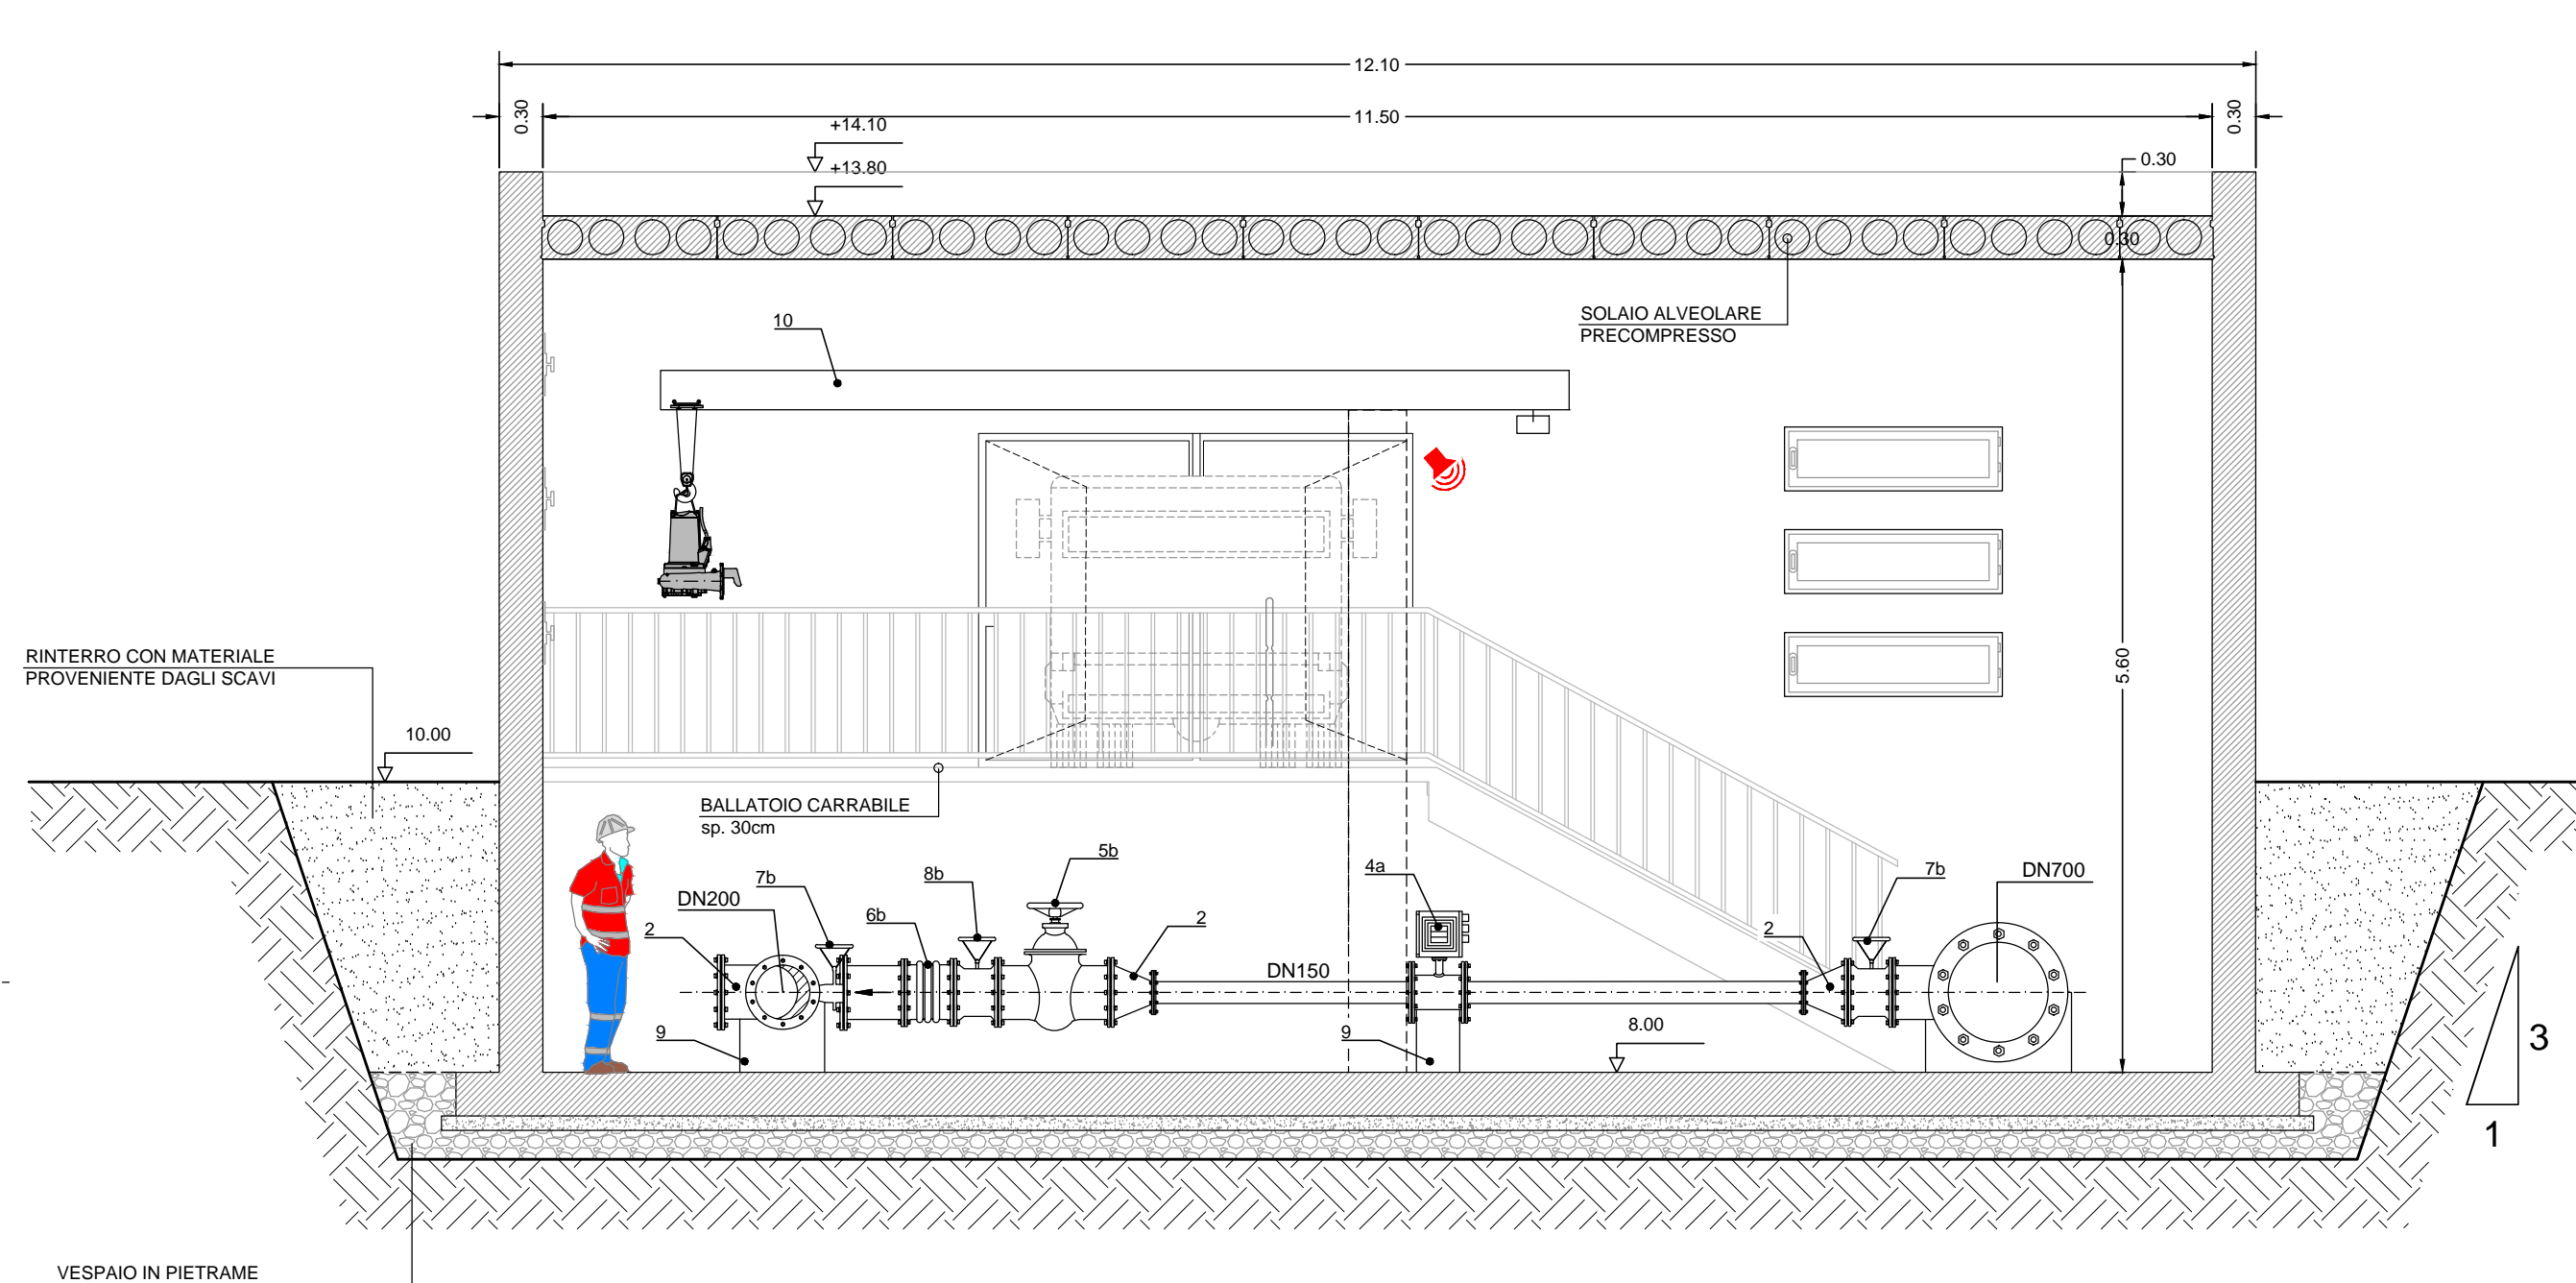 12.10
0.30
11.50
0.30
+14.10
+13.80
0.30
0.30
10
SOLAIO ALVEOLARE
PRECOMPRESSO
RINTERRO CON MATERIALE
PROVENIENTE DAGLI SCAVI
5.60
10.00
BALLATOIO CARRABILE
sp. 30cm
5b
7b
8b
4a
7b
DN700
DN200
6b
2
2
2
DN150
9
9
8.00
3
1
VESPAIO IN PIETRAME